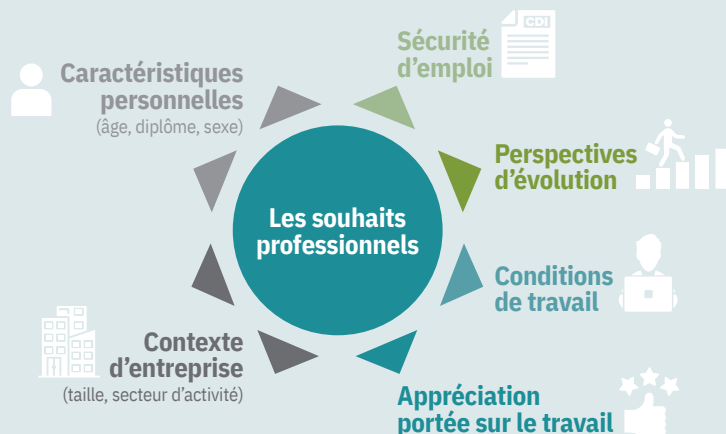 Caractéristiques
personnelles
(âge, diplôme, sexe)
CDI
Sécurité
d'emploi
Perspectives
d'évolution
Les souhaits
professionnels
Conditions
de travail
Contexte
d'entreprise
(taille, secteur d'activité)
Appréciation
portée sur le travail